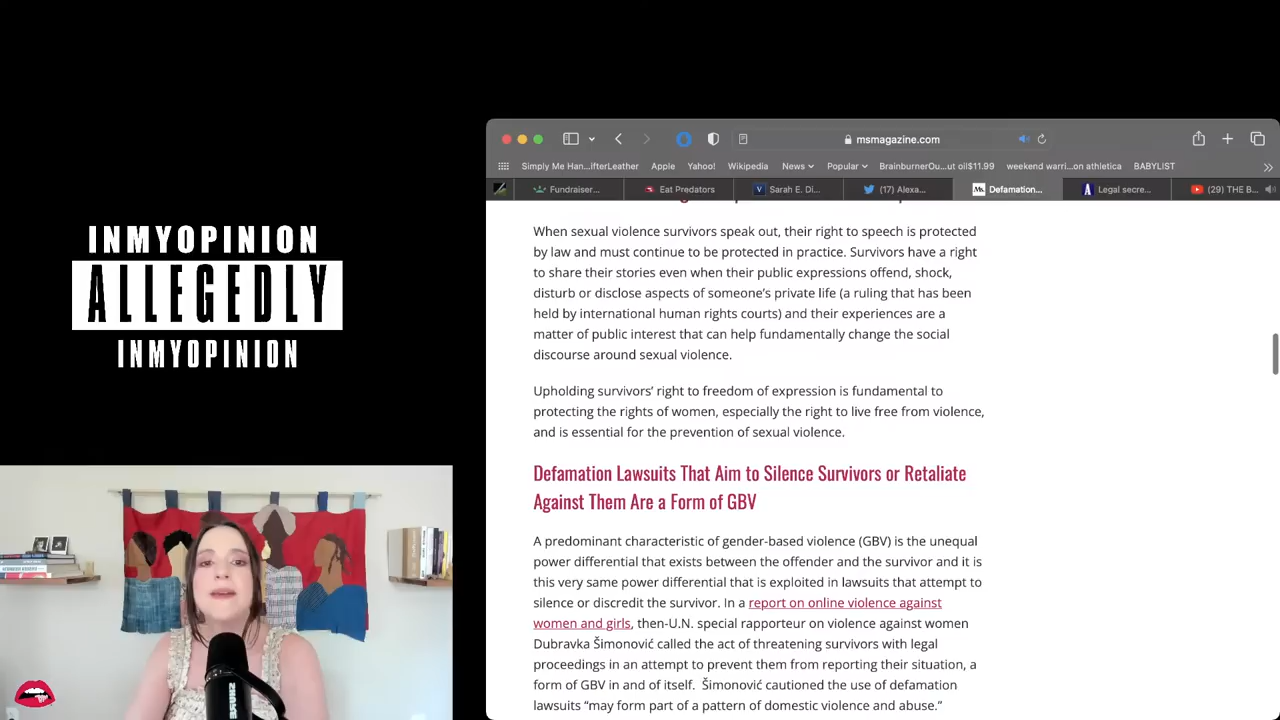 INMYOPINION
ALLEGEDLY
INMYOPINION
msmagazine.com
Simply Me Han...ifterLeather Apple Yahoo! Wikipedia News Popular BrainburnerOu...ut oil$11.99 weekend warri...on athletica BABYLIST
Fundraiser... Eat Predators Sarah E. Di... (17) Alexa... Defamation... Legal secre... (29) THE B...
When sexual violence survivors speak out, their right to speech is protected
by law and must continue to be protected in practice. Survivors have a right
to share their stories even when their public expressions offend, shock,
disturb or disclose aspects of someone's private life (a ruling that has been
held by international human rights courts) and their experiences are a
matter of public interest that can help fundamentally change the social
discourse around sexual violence.
Upholding survivors' right to freedom of expression is fundamental to
protecting the rights of women, especially the right to live free from violence,
and is essential for the prevention of sexual violence.
Defamation Lawsuits That Aim to Silence Survivors or Retaliate
Against Them Are a Form of GBV
A predominant characteristic of gender-based violence (GBV) is the unequal
power differential that exists between the offender and the survivor and it is
this very same power differential that is exploited in lawsuits that attempt to
silence or discredit the survivor. In a report on online violence against
women and girls, then-U.N. special rapporteur on violence against women
Dubravka Šimonović called the act of threatening survivors with legal
proceedings in an attempt to prevent them from reporting their situation, a
form of GBV in and of itself. Šimonović cautioned the use of defamation
lawsuits “may form part of a pattern of domestic violence and abuse.”